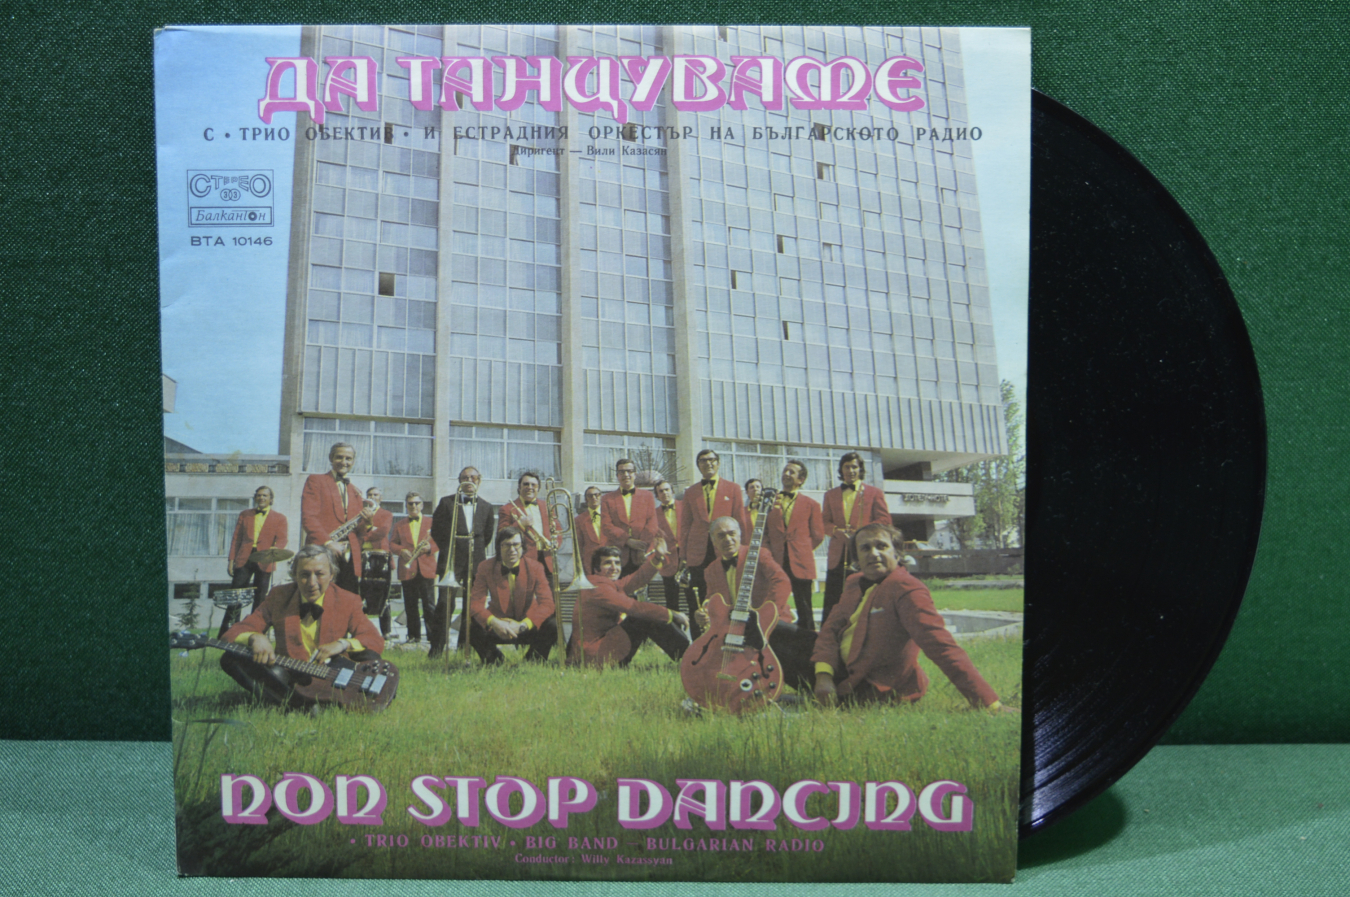 ДА ТАНЦУВАМЕ
С • ТРИО ОБЕКТИВ • И ЕСТРАДНИЯ ОРКЕСТЪР НА БЪЛГАРСКОТО РАДИО
Диригент — Вили Казасян
СТЕРЕО
33
Балкантон
ВТА 10146
NON STOP DANCING
• TRIO OBEKTIV • BIG BAND BULGARIAN RADIO
Conductor: Willy Kazassyan